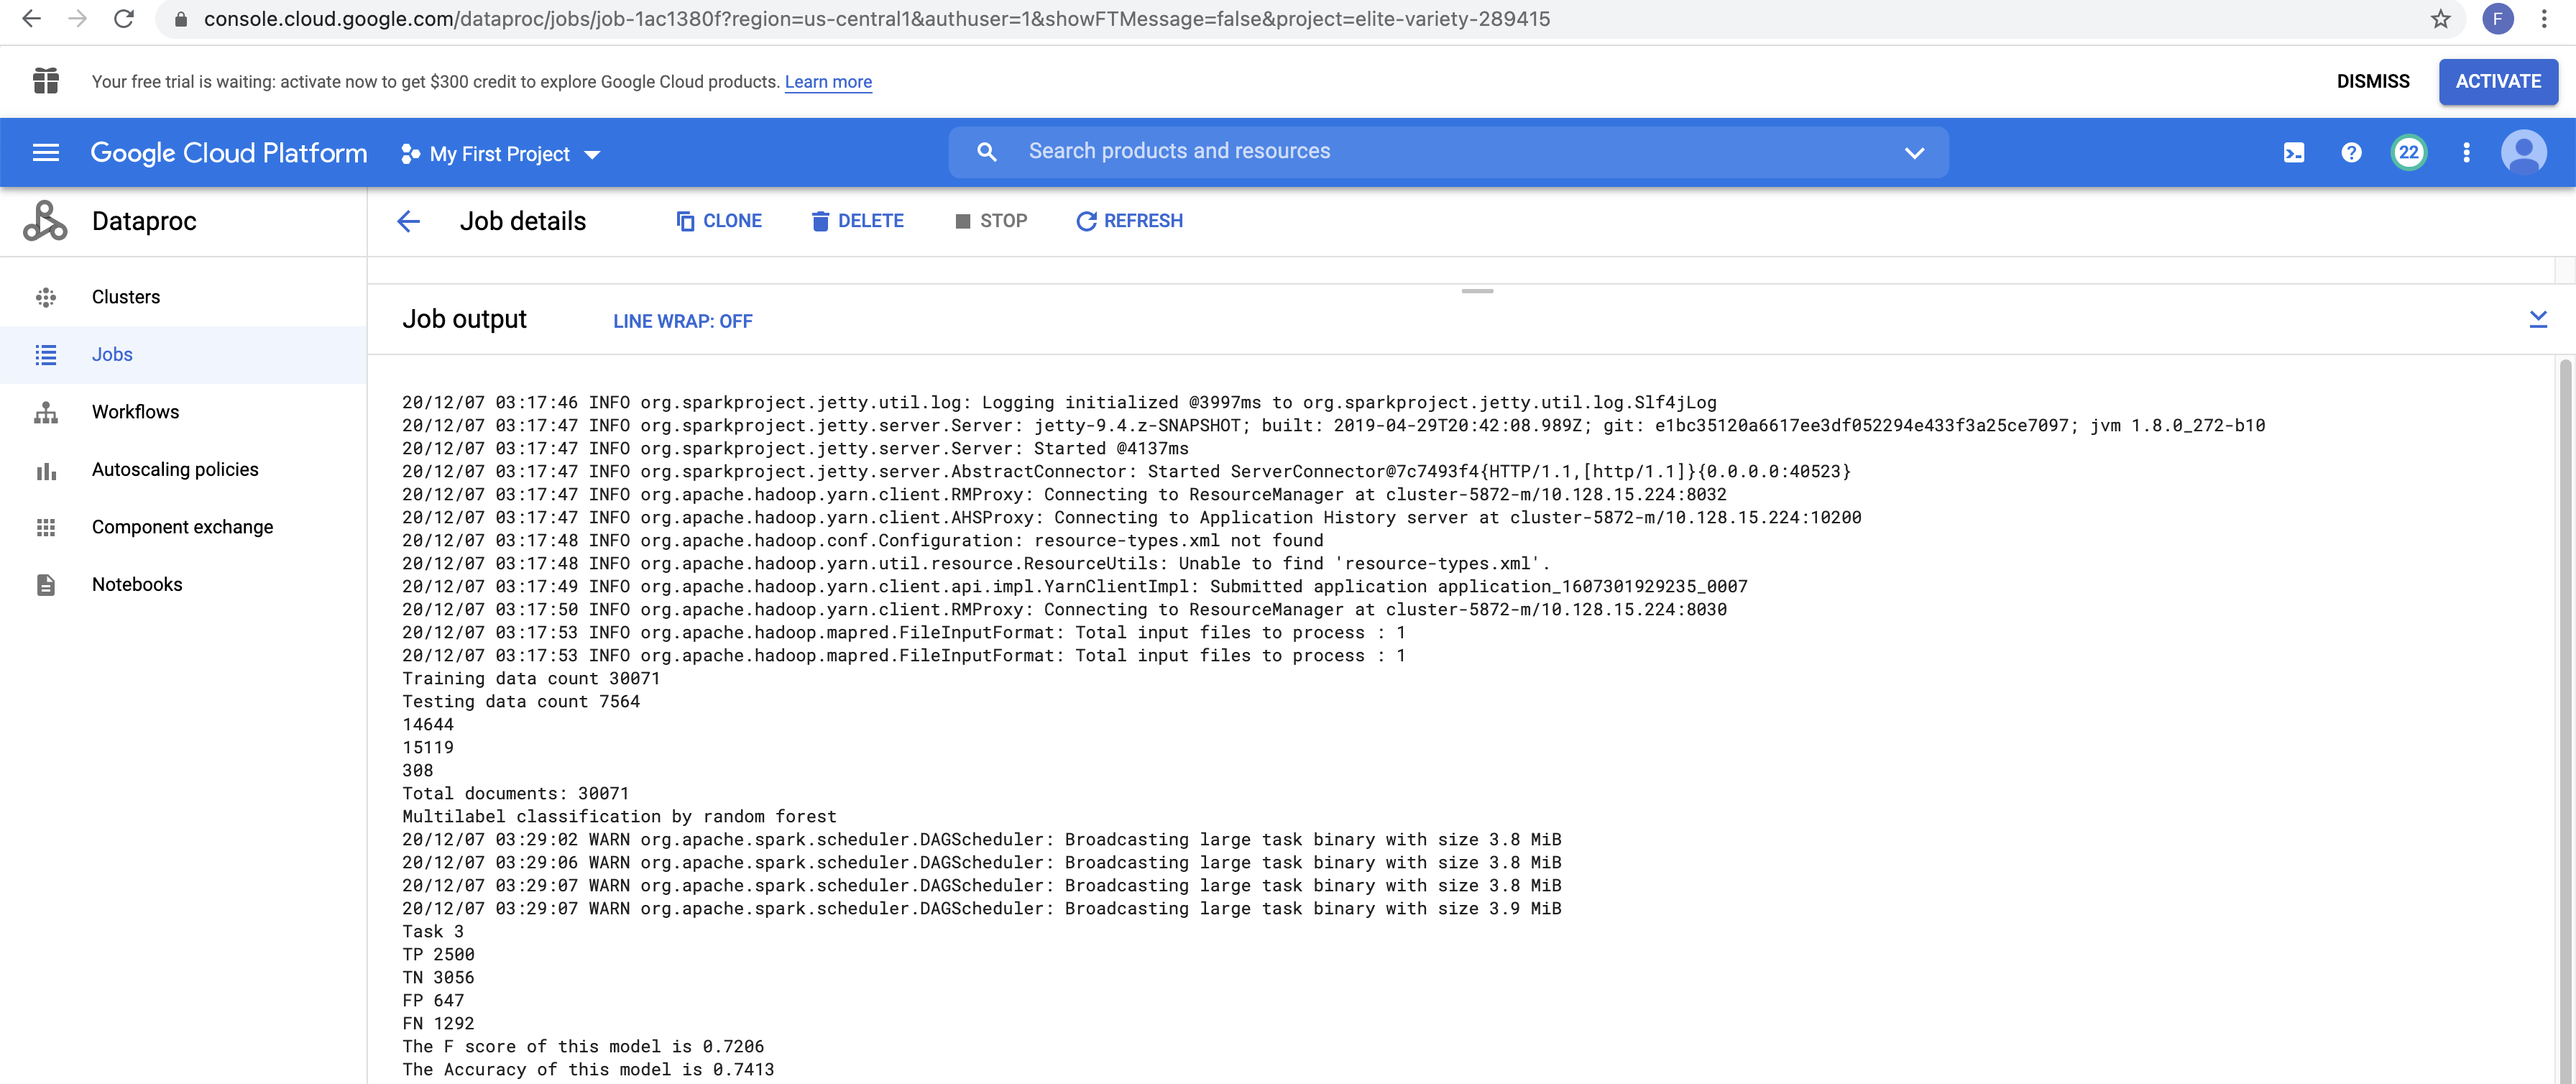 console.cloud.google.com/dataproc/jobs/job-1ac1380f?region=us-central1&authuser=1&showFTMessage=false&project=elite-variety-289415
F
Your free trial is waiting: activate now to get $300 credit to explore Google Cloud products. Learn more
DISMISS
ACTIVATE
Google Cloud Platform
My First Project
Search products and resources
22
Dataproc
Job details
CLONE
DELETE
STOP
REFRESH
Clusters
Jobs
Workflows
Autoscaling policies
Component exchange
Notebooks
Job output
LINE WRAP: OFF
20/12/07 03:17:46 INFO org.sparkproject.jetty.util.log: Logging initialized @3997ms to org.sparkproject.jetty.util.log.Slf4jLog
20/12/07 03:17:47 INFO org.sparkproject.jetty.server.Server: jetty-9.4.z-SNAPSHOT; built: 2019-04-29T20:42:08.989Z; git: e1bc35120a6617ee3df052294e433f3a25ce7097; jvm 1.8.0_272-b10
20/12/07 03:17:47 INFO org.sparkproject.jetty.server.Server: Started @4137ms
20/12/07 03:17:47 INFO org.sparkproject.jetty.server.AbstractConnector: Started ServerConnector@7c7493f4{HTTP/1.1,[http/1.1]}{0.0.0.0:40523}
20/12/07 03:17:47 INFO org.apache.hadoop.yarn.client.RMProxy: Connecting to ResourceManager at cluster-5872-m/10.128.15.224:8032
20/12/07 03:17:47 INFO org.apache.hadoop.yarn.client.AHSProxy: Connecting to Application History server at cluster-5872-m/10.128.15.224:10200
20/12/07 03:17:48 INFO org.apache.hadoop.conf.Configuration: resource-types.xml not found
20/12/07 03:17:48 INFO org.apache.hadoop.yarn.util.resource.ResourceUtils: Unable to find 'resource-types.xml'.
20/12/07 03:17:49 INFO org.apache.hadoop.yarn.client.api.impl.YarnClientImpl: Submitted application application_1607301929235_0007
20/12/07 03:17:50 INFO org.apache.hadoop.yarn.client.RMProxy: Connecting to ResourceManager at cluster-5872-m/10.128.15.224:8030
20/12/07 03:17:53 INFO org.apache.hadoop.mapred.FileInputFormat: Total input files to process : 1
20/12/07 03:17:53 INFO org.apache.hadoop.mapred.FileInputFormat: Total input files to process : 1
Training data count 30071
Testing data count 7564
14644
15119
308
Total documents: 30071
Multilabel classification by random forest
20/12/07 03:29:02 WARN org.apache.spark.scheduler.DAGScheduler: Broadcasting large task binary with size 3.8 MiB
20/12/07 03:29:06 WARN org.apache.spark.scheduler.DAGScheduler: Broadcasting large task binary with size 3.8 MiB
20/12/07 03:29:07 WARN org.apache.spark.scheduler.DAGScheduler: Broadcasting large task binary with size 3.8 MiB
20/12/07 03:29:07 WARN org.apache.spark.scheduler.DAGScheduler: Broadcasting large task binary with size 3.9 MiB
Task 3
TP 2500
TN 3056
FP 647
FN 1292
The F score of this model is 0.7206
The Accuracy of this model is 0.7413